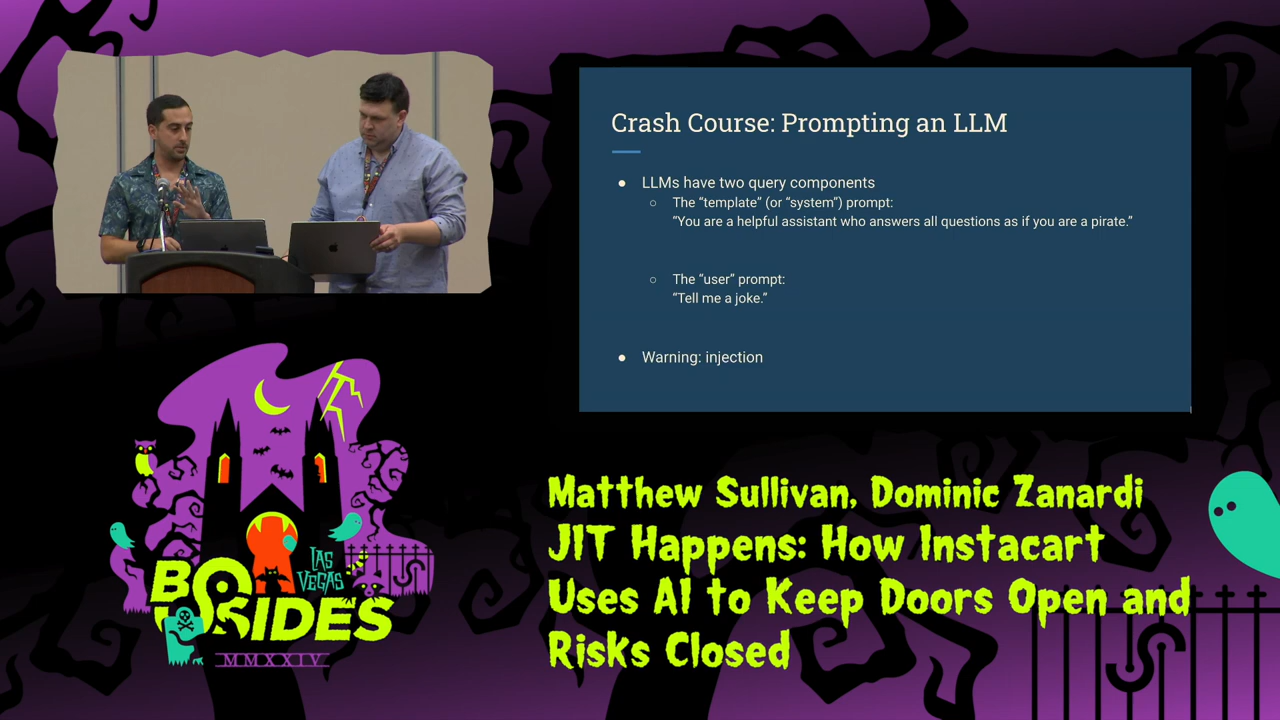 Crash Course: Prompting an LLM
LLMs have two query components
The “template” (or “system”) prompt:
“You are a helpful assistant who answers all questions as if you are a pirate.”
The “user” prompt:
“Tell me a joke.”
Warning: injection
LAS
VEGAS
BSIDES
MMXXIV
Matthew Sullivan, Dominic Zanardi
JIT Happens: How Instacart
Uses AI to Keep Doors Open and
Risks Closed